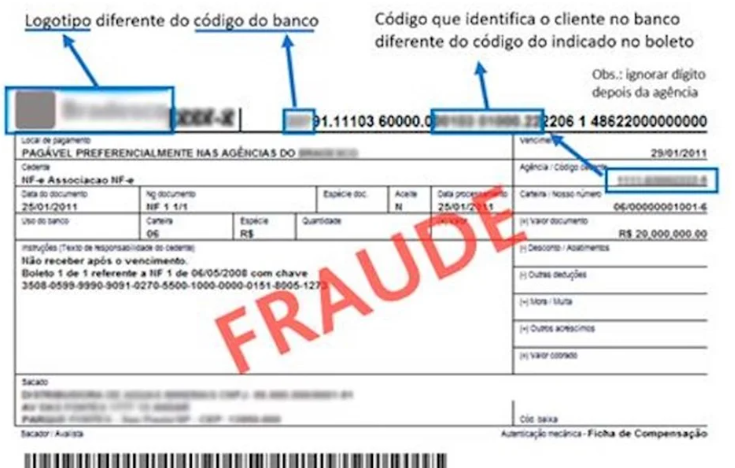 Logotipo diferente do código do banco
Código que identifica o cliente no banco
diferente do código do indicado no boleto
Obs.: ignorar dígito
depois da agência
91.11103 60000.0 2206 1 48622000000000
Local de pagamento
PAGÁVEL PREFERENCIALMENTE NAS AGÊNCIAS DO
29/01/2011
Cedente
NF-e Associacao NF-e
Agência / Código
Data do documento
Ng documento
Espécie doc.
Aceite
Data processamento
Carteira / Nosso número
25/01/2011
NF 1 1/1
N
25/01/2011
06/00000001001-6
Uso do banco
Carteira
Espécie
Quantidade
(=) Valor documento
06
R$
R$ 20,000,000.00
Instruções (Texto de responsabilidade do cedente)
(-) Desconto / Abatimentos
Não receber após o vencimento.
Boleto 1 de 1 referente a NF 1 de 06/05/2008 com chave
(-) Outras deduções
3508-0599-9990-9091-0270-5500-1000-0000-0151-8005-1273
(+) Mora / Multa
(+) Outros acréscimos
(=) Valor cobrado
FRAUDE
Sacado
Cód. baixa
Sacador / Avalista
Autenticação mecânica - Ficha de Compensação